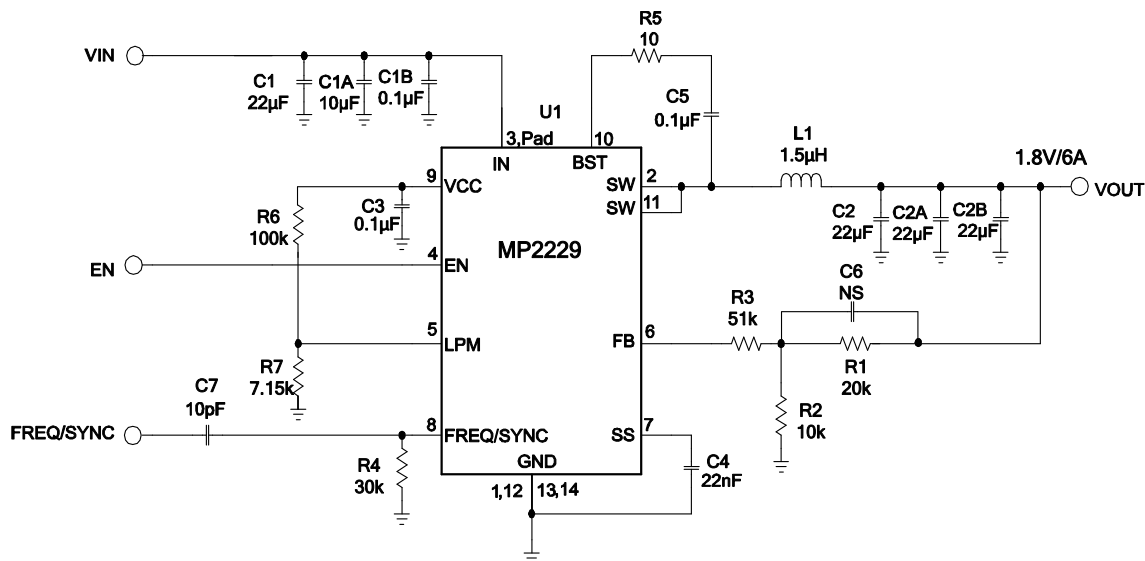 VIN
C1
22µF
C1A
10µF
C1B
0.1µF
R5
10
C5
0.1µF
U1
3,Pad
10
IN
BST
9
VCC
C3
0.1µF
R6
100k
EN
4
EN
MP2229
SW
2
SW
11
L1
1.5µH
1.8V/6A
VOUT
C2
22µF
C2A
22µF
C2B
22µF
C6
NS
R3
51k
FB
6
R1
20k
R2
10k
5
LPM
R7
7.15k
C7
10pF
FREQ/SYNC
8
FREQ/SYNC
R4
30k
SS
7
C4
22nF
GND
1,12
13,14